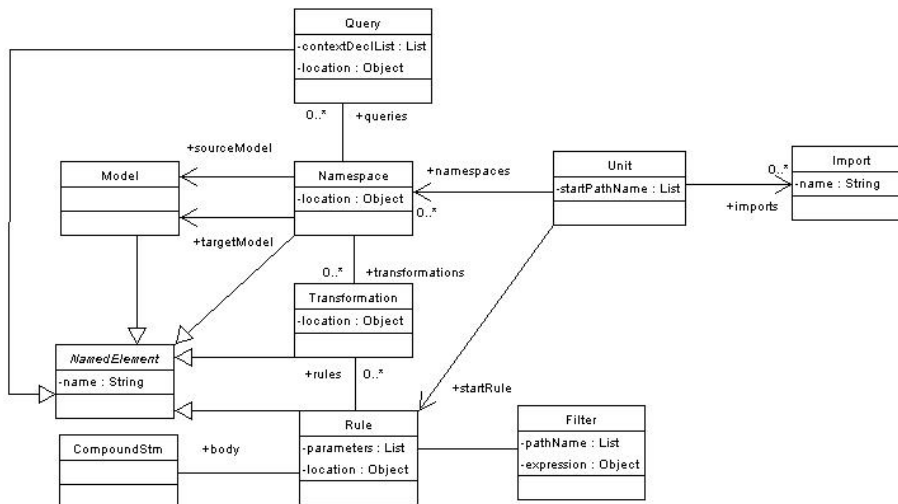 Query
-contextDeclList : List
-location : Object
0..*
+queries
+sourceModel
Model
Namespace
-location : Object
+namespaces
0..*
Unit
-startPathName : List
0..*
+imports
Import
-name : String
+targetModel
0..*
+transformations
Transformation
-location : Object
NamedElement
-name : String
+rules
0..*
+startRule
CompoundStm
+body
Rule
-parameters : List
-location : Object
Filter
-pathName : List
-expression : Object